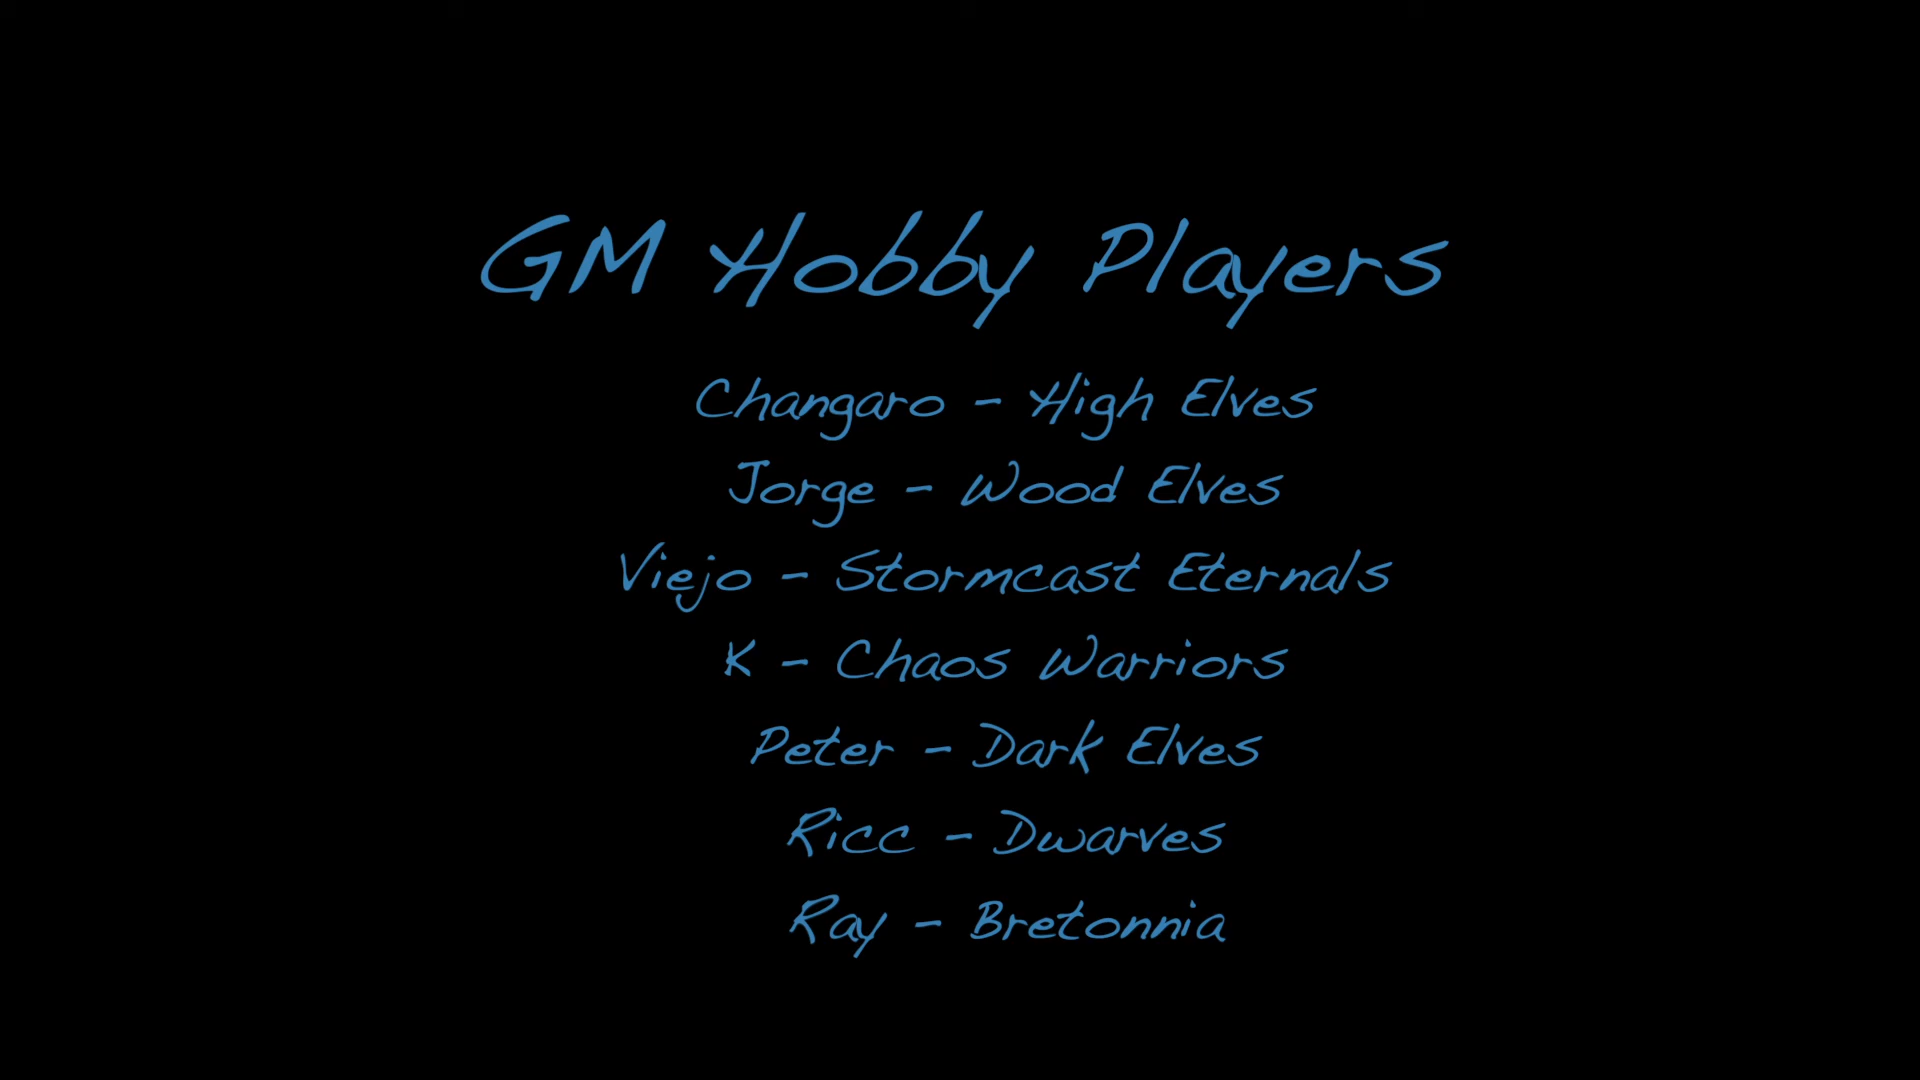 GM Hobby Players
Changaro - High Elves
Jorge - Wood Elves
Viejo - Stormcast Eternals
K - Chaos Warriors
Peter - Dark Elves
Ricc - Dwarves
Ray - Bretonnia